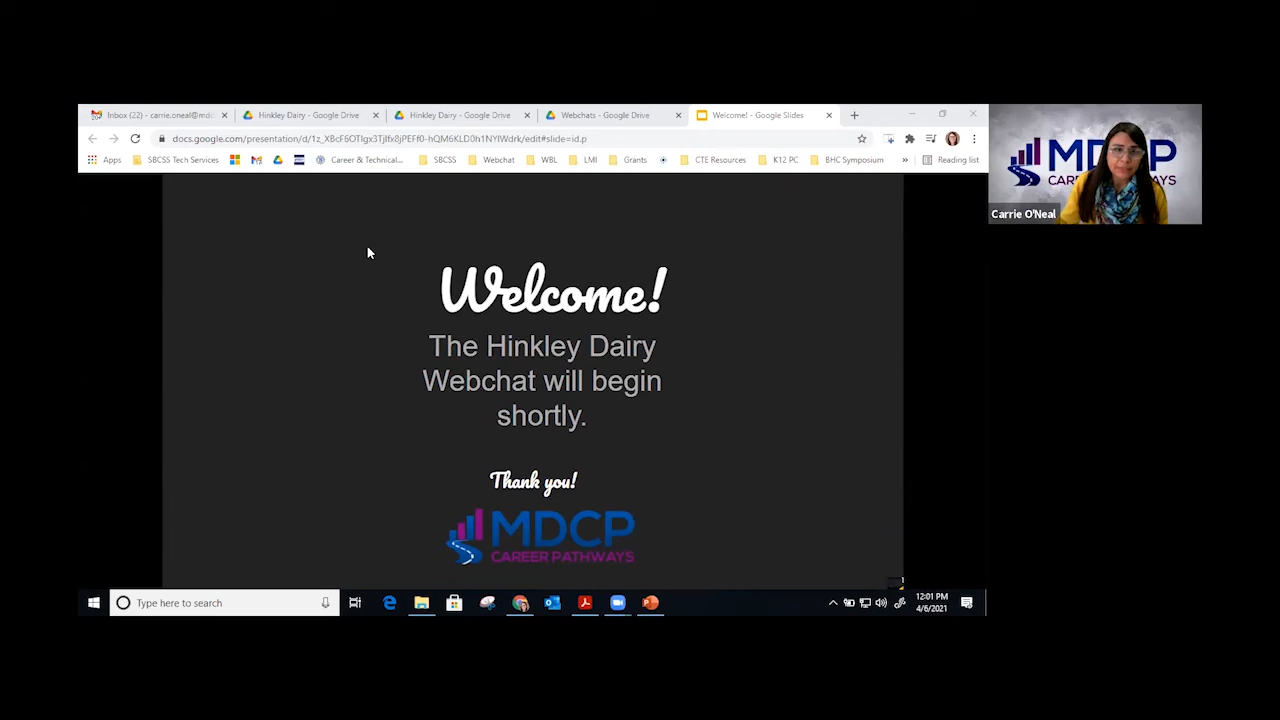 Inbox (22) - carrie.oneal@mdc
Hinkley Dairy - Google Drive
Hinkley Dairy - Google Drive
Webchats - Google Drive
Welcome! - Google Slides
Apps
SBCSS Tech Services
Career & Technical...
SBCSS
Webchat
WBL
LMI
Grants
CTE Resources
K12 PC
BHC Symposium
Reading list
MDCP
CAREER PATHWAYS
Carrie O'Neal
Welcome!
The Hinkley Dairy
Webchat will begin
shortly.
Thank you!
MDCP
CAREER PATHWAYS
Type here to search
12:01 PM
4/6/2021